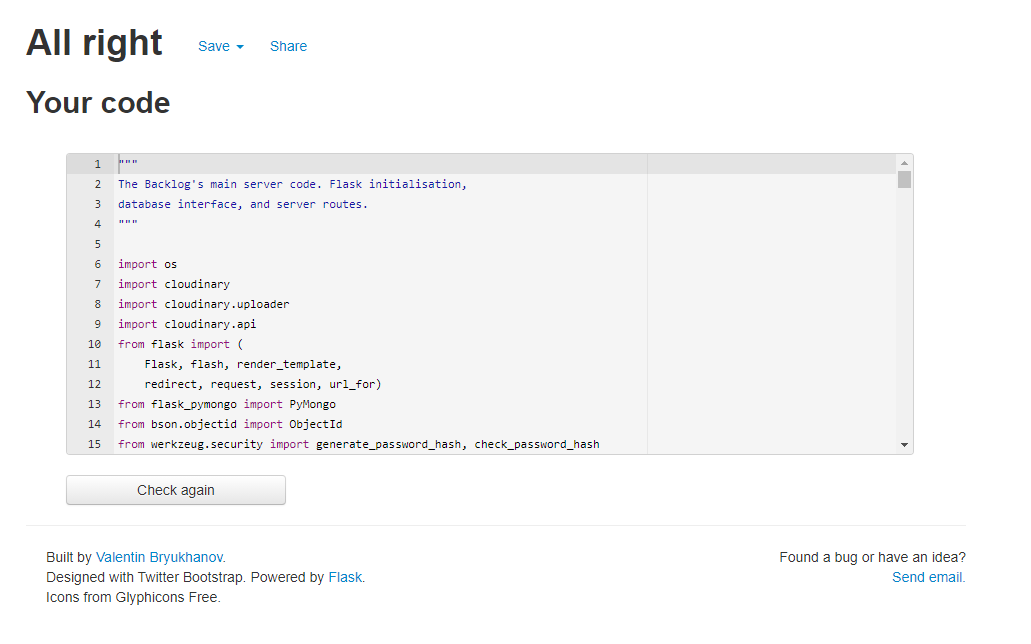 All right Save Share
Your code
1 """
2 The Backlog's main server code. Flask initialisation,
3 database interface, and server routes.
4 """
5
6 import os
7 import cloudinary
8 import cloudinary.uploader
9 import cloudinary.api
10 from flask import (
11     Flask, flash, render_template,
12     redirect, request, session, url_for)
13 from flask_pymongo import PyMongo
14 from bson.objectid import ObjectId
15 from werkzeug.security import generate_password_hash, check_password_hash
Check again
Built by Valentin Bryukhanov.
Designed with Twitter Bootstrap. Powered by Flask.
Icons from Glyphicons Free.
Found a bug or have an idea?
Send email.